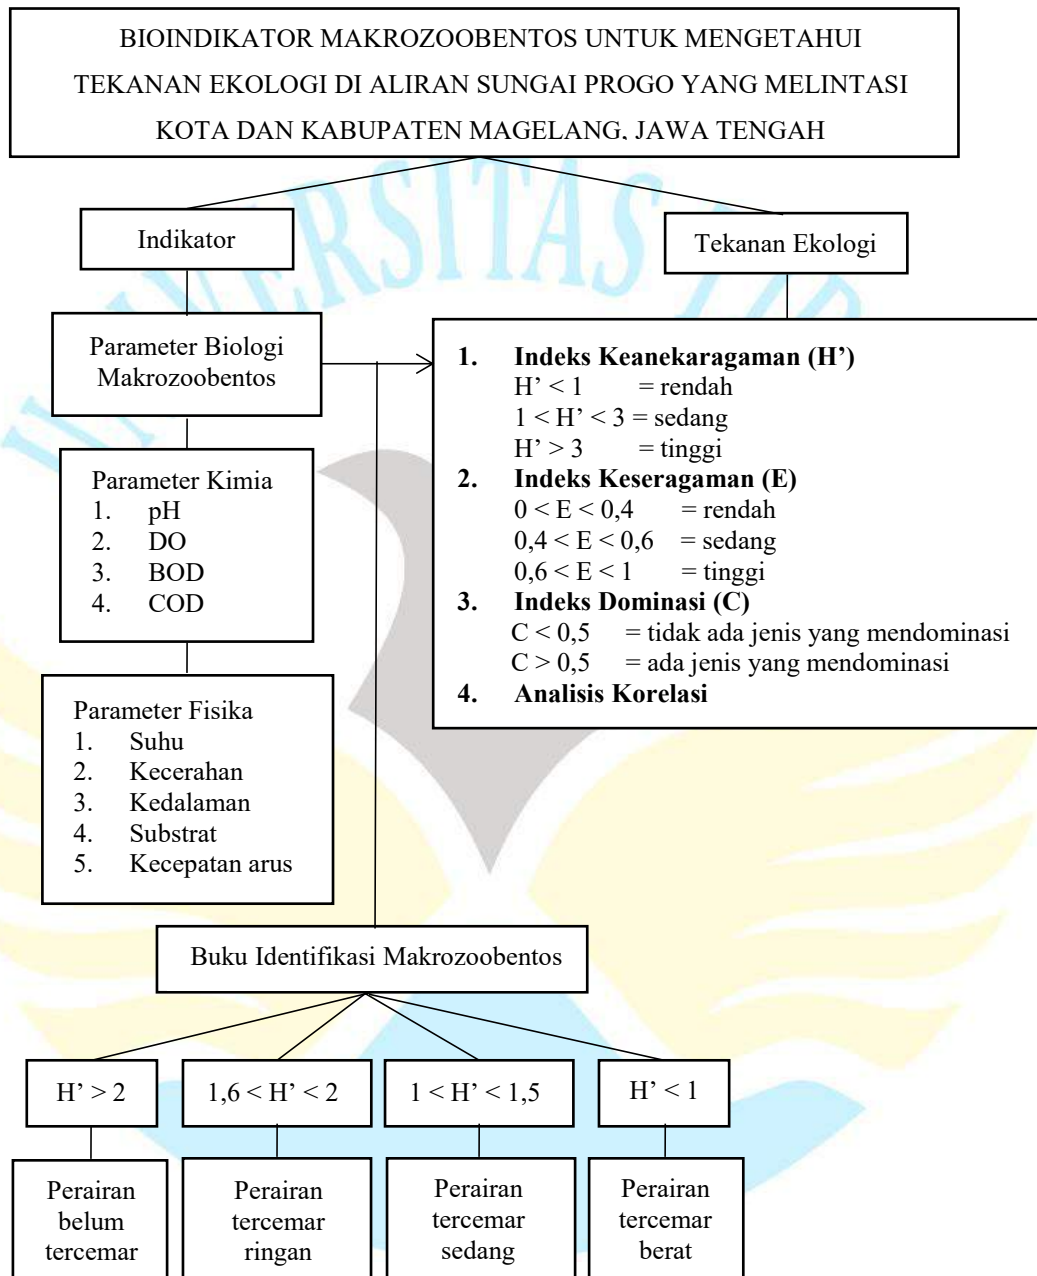 BIOINDIKATOR MAKROZOOBENTOS UNTUK MENGETAHUI
TEKANAN EKOLOGI DI ALIRAN SUNGAI PROGO YANG MELINTASI
KOTA DAN KABUPATEN MAGELANG, JAWA TENGAH
Indikator
Tekanan Ekologi
Parameter Biologi
Makrozoobentos
Parameter Kimia
1. pH
2. DO
3. BOD
4. COD
Parameter Fisika
1. Suhu
2. Kecerahan
3. Kedalaman
4. Substrat
5. Kecepatan arus
1. Indeks Keanekaragaman (H’)
H’ < 1 = rendah
1 < H’ < 3 = sedang
H’ > 3 = tinggi
2. Indeks Keseragaman (E)
0 < E < 0,4 = rendah
0,4 < E < 0,6 = sedang
0,6 < E < 1 = tinggi
3. Indeks Dominasi (C)
C < 0,5 = tidak ada jenis yang mendominasi
C > 0,5 = ada jenis yang mendominasi
4. Analisis Korelasi
Buku Identifikasi Makrozoobentos
H’ > 2
1,6 < H’ < 2
1 < H’ < 1,5
H’ < 1
Perairan
belum
tercemar
Perairan
tercemar
ringan
Perairan
tercemar
sedang
Perairan
tercemar
berat
UNIVERSITAS